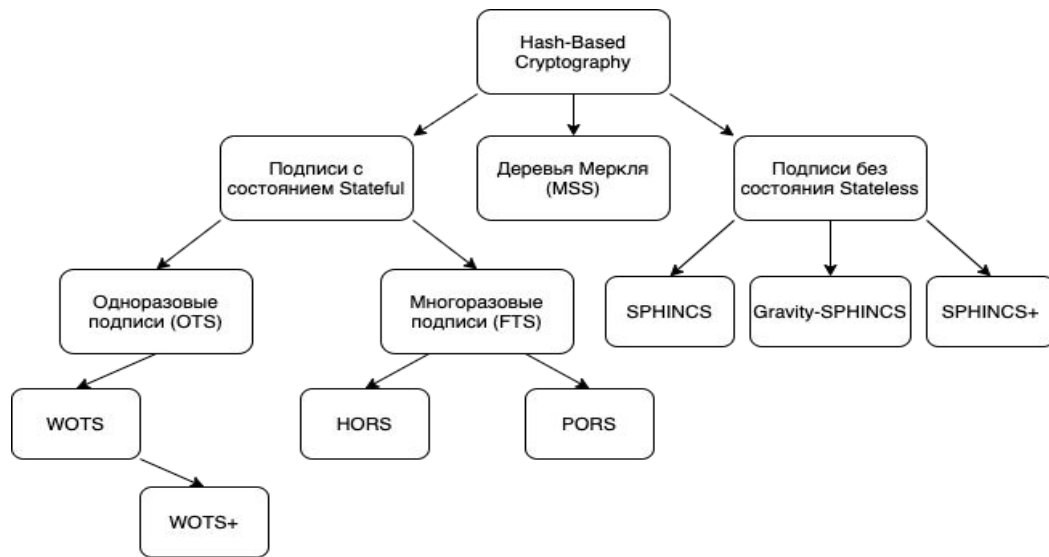 Hash-Based
Cryptography
Подписи с
состоянием Stateful
Деревья Меркля
(MSS)
Подписи без
состояния Stateless
Одноразовые
подписи (OTS)
Многоразовые
подписи (FTS)
SPHINCS
Gravity-SPHINCS
SPHINCS+
WOTS
HORS
PORS
WOTS+